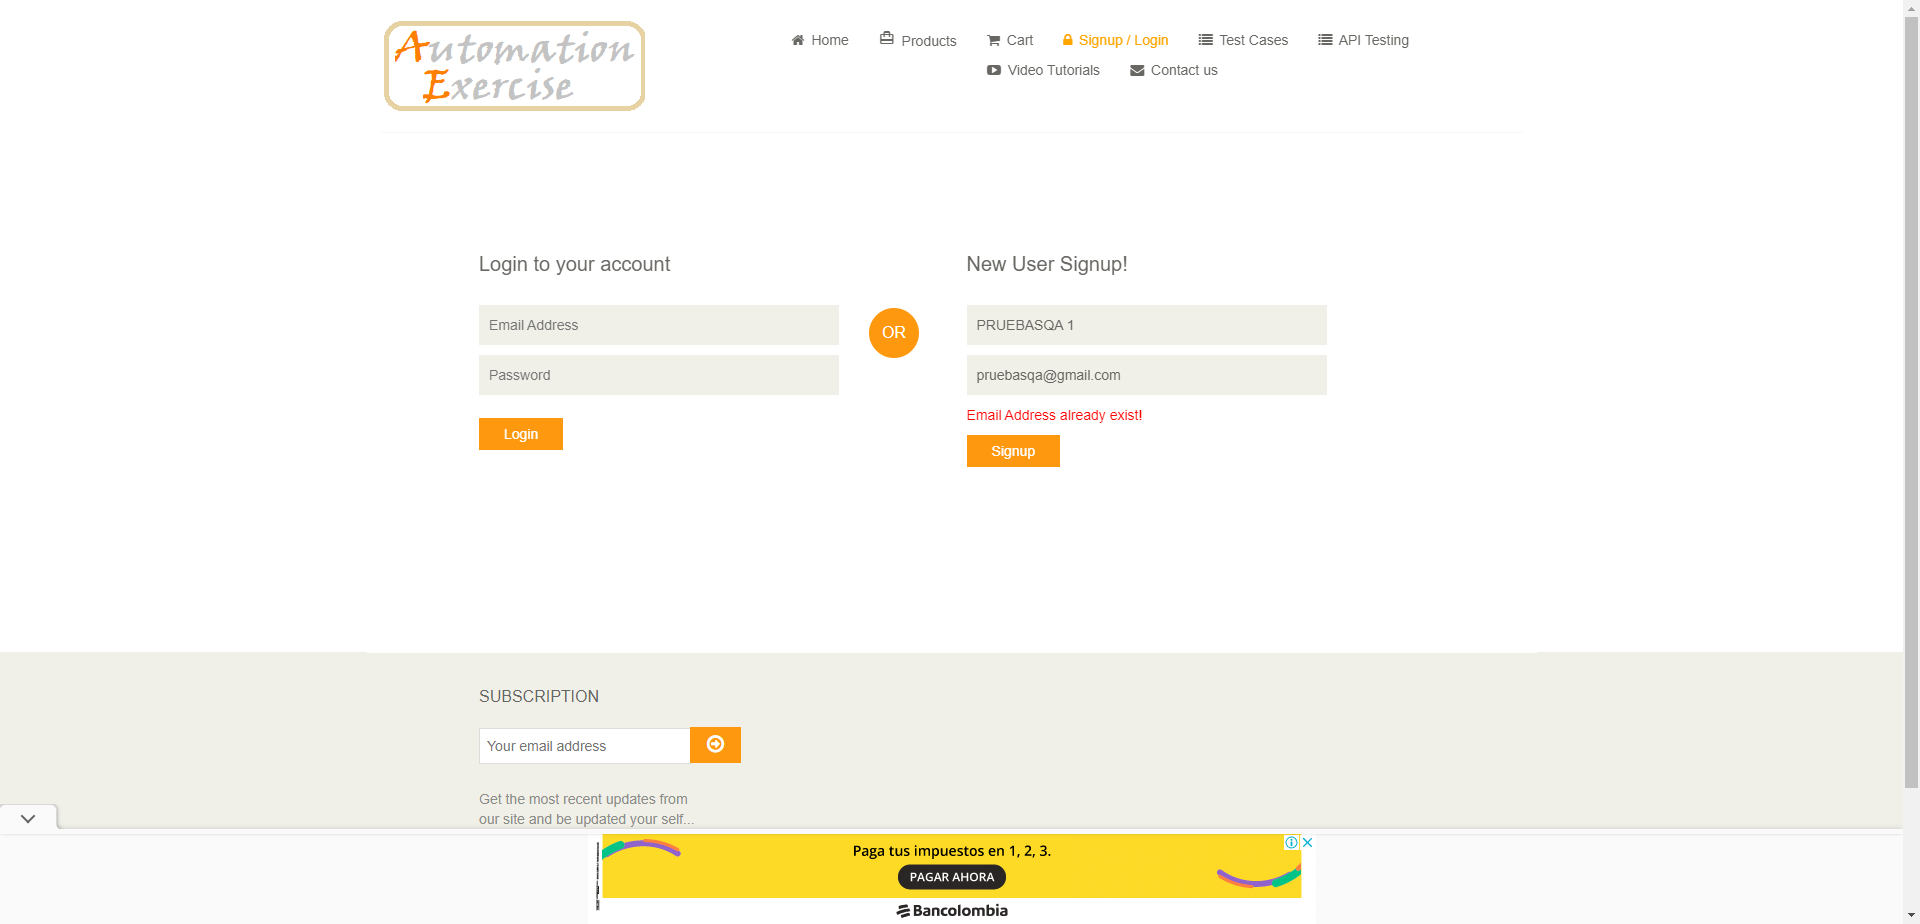 Automation
Exercise
Home
Products
Cart
Signup / Login
Test Cases
API Testing
Video Tutorials
Contact us
Login to your account
Email Address
Password
Login
OR
New User Signup!
PRUEBASQA 1
pruebasqa@gmail.com
Email Address already exist!
Signup
SUBSCRIPTION
Your email address
Get the most recent updates from
our site and be updated your self...
Paga tus impuestos en 1, 2, 3.
PAGAR AHORA
Bancolombia